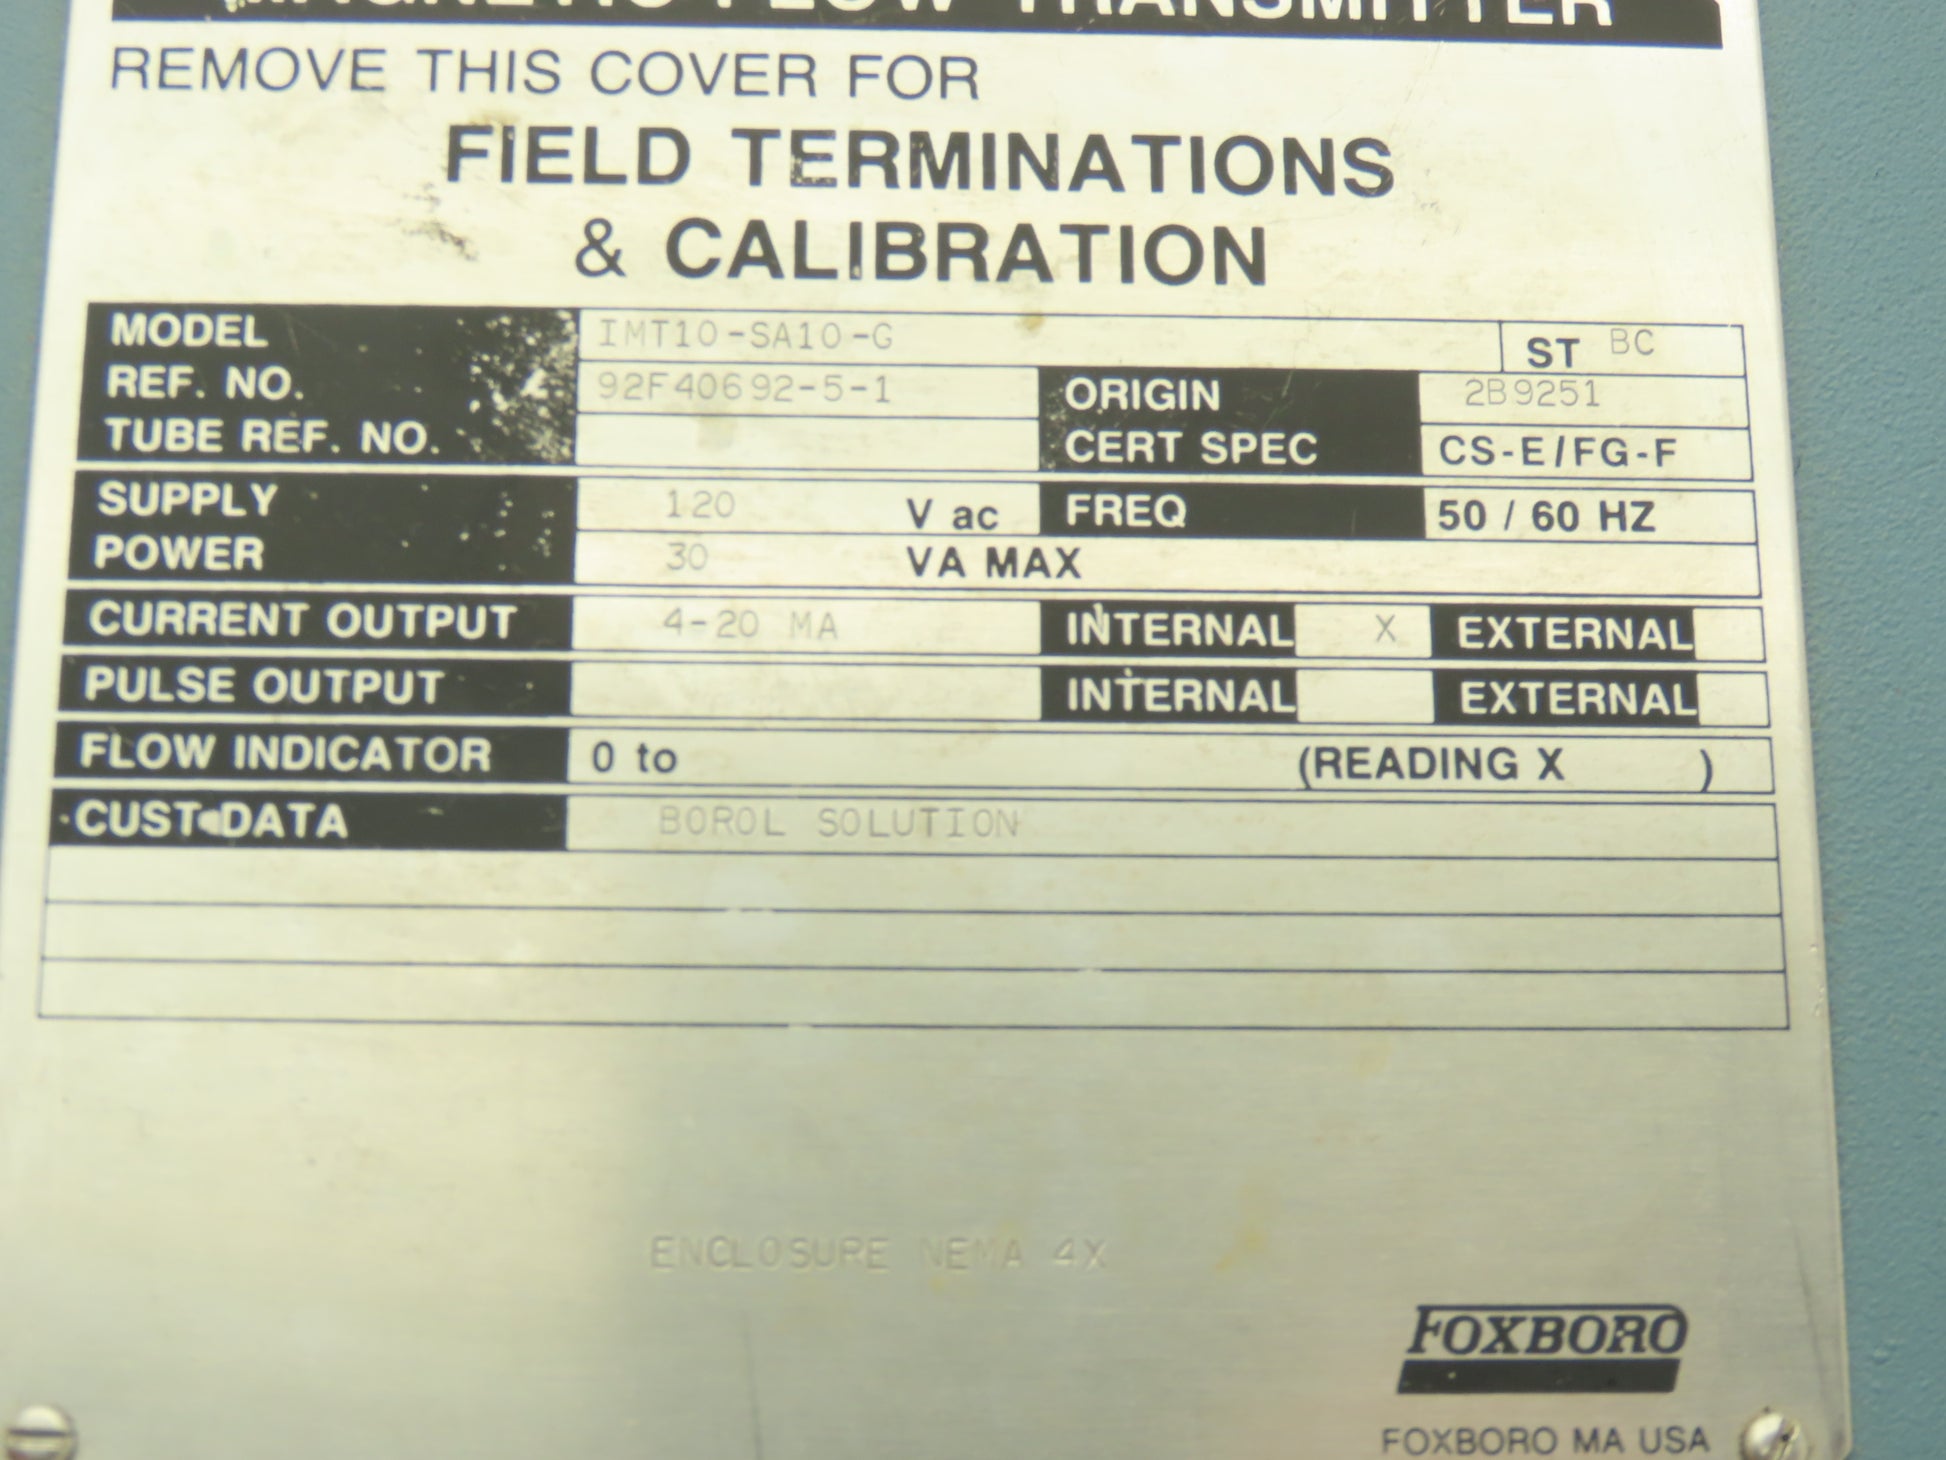 MAGNETIC FLOW TRANSMITTER
REMOVE THIS COVER FOR
FIELD TERMINATIONS
& CALIBRATION
MODEL IMT10-SA10-G ST BC
REF. NO. 92F40692-5-1 ORIGIN 2B9251
TUBE REF. NO. CERT SPEC CS-E/FG-F
SUPPLY 120 V ac FREQ 50 / 60 HZ
POWER 30 VA MAX
CURRENT OUTPUT 4-20 MA INTERNAL X EXTERNAL
PULSE OUTPUT INTERNAL EXTERNAL
FLOW INDICATOR 0 to (READING X )
CUST DATA BOROL SOLUTION
ENCLOSURE NEMA 4X
FOXBORO
FOXBORO MA USA